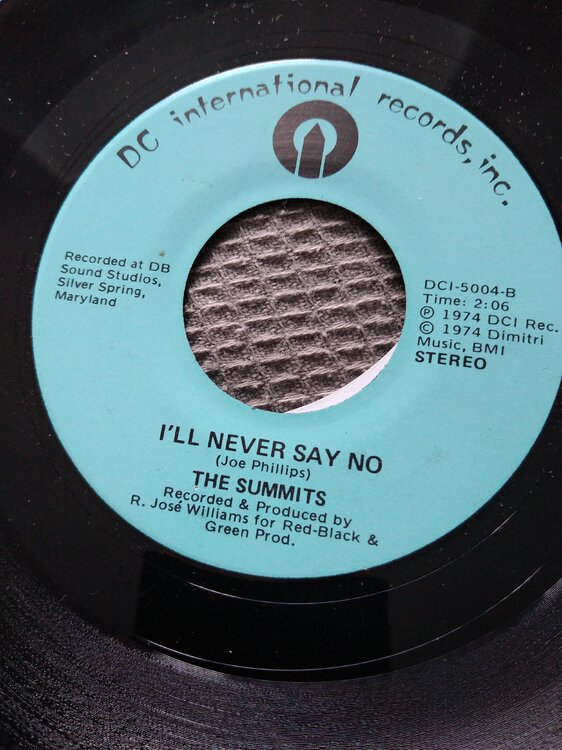 DC international records, inc.
Recorded at DB
Sound Studios,
Silver Spring,
Maryland
DCI-5004-B
Time: 2:06
Ⓟ 1974 DCI Rec.
© 1974 Dimitri
Music, BMI
STEREO
I'LL NEVER SAY NO
(Joe Phillips)
THE SUMMITS
Recorded & Produced by
R. José Williams for Red-Black &
Green Prod.